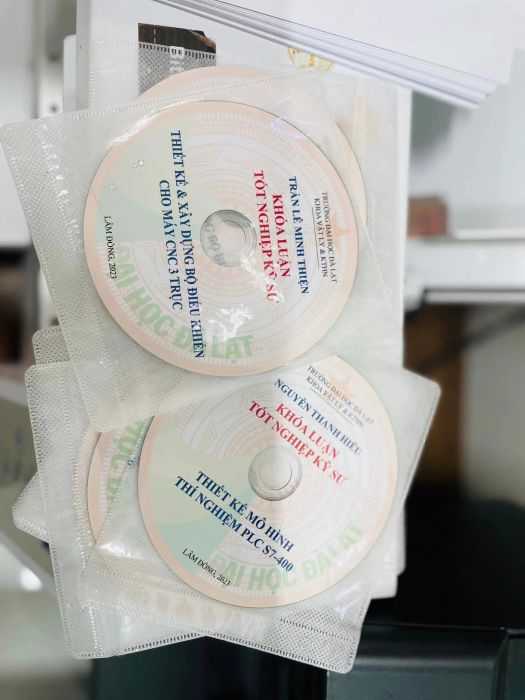 TRƯỜNG ĐẠI HỌC ĐÀ LẠT
KHOA VẬT LÝ & KTHN
TRẦN LÊ MINH THIỆN
KHÓA LUẬN
TỐT NGHIỆP KỸ SƯ
THIẾT KẾ & XÂY DỰNG BỘ ĐIỀU KHIỂN
CHO MÁY CNC 3 TRỤC
LÂM ĐỒNG, 2023
ĐẠI HỌC ĐÀ LẠT
TRƯỜNG ĐẠI HỌC ĐÀ LẠT
KHOA VẬT LÝ & KTHN
NGUYỄN THANH HIẾU
KHÓA LUẬN
TỐT NGHIỆP KỸ SƯ
THIẾT KẾ MÔ HÌNH
THÍ NGHIỆM PLC S7-400
LÂM ĐỒNG, 2023
ĐẠI HỌC ĐÀ LẠT